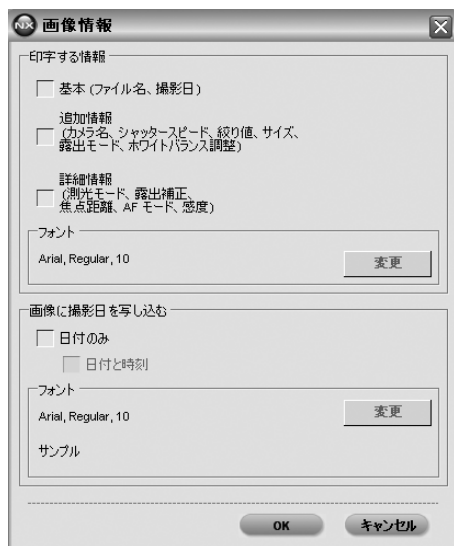 NX 画像情報
印字する情報
基本 (ファイル名、撮影日)
追加情報
(カメラ名、シャッタースピード、絞り値、サイズ、
露出モード、ホワイトバランス調整)
詳細情報
(測光モード、露出補正、
焦点距離、AF モード、感度)
フォント
Arial, Regular, 10
変更
画像に撮影日を写し込む
日付のみ
日付と時刻
フォント
Arial, Regular, 10
変更
サンプル
OK キャンセル